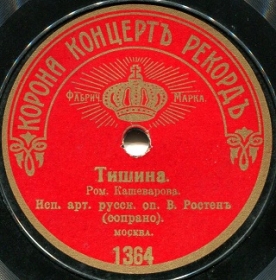 КОРОНА КОНЦЕРТЪ РЕКОРДЪ
ФАБРИЧ. МАРКА.
Тишина.
Ром. Кашеварова.
Исп. арт. русск. оп. В. Ростенъ
(сопрано).
МОСКВА.
1364